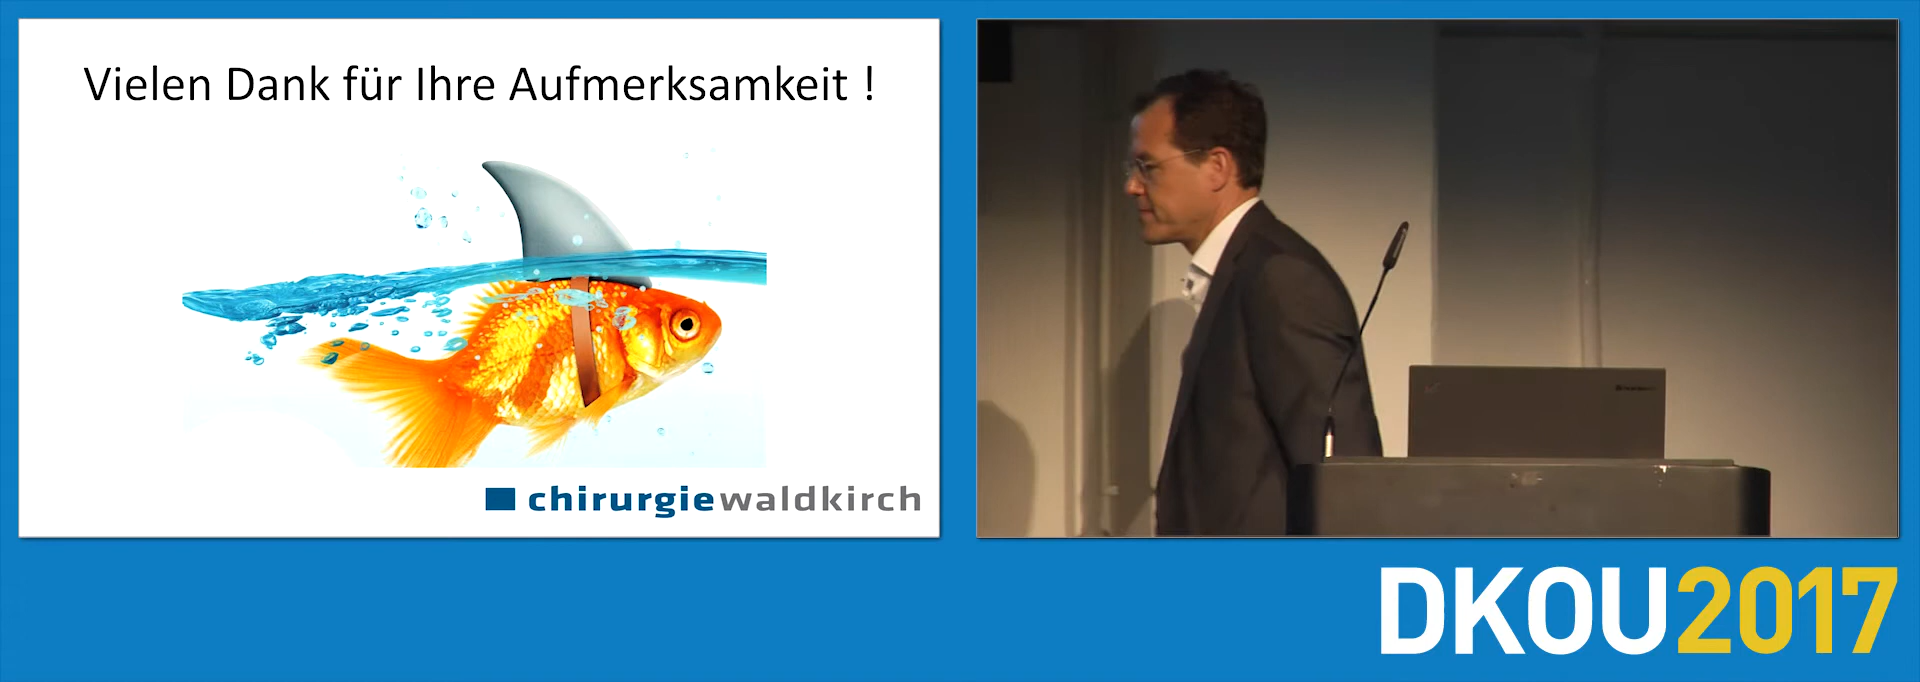 Vielen Dank für Ihre Aufmerksamkeit !
chirurgiewaldkirch
DKOU2017